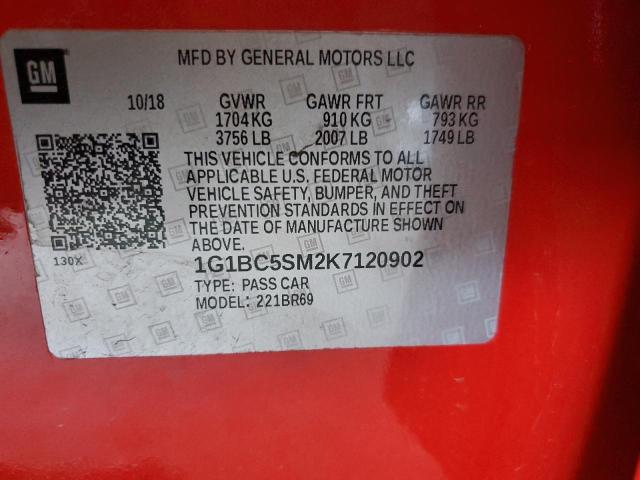 GM
MFD BY GENERAL MOTORS LLC
10/18 GVWR GAWR FRT GAWR RR
1704 KG 910 KG 793 KG
3756 LB 2007 LB 1749 LB
THIS VEHICLE CONFORMS TO ALL
APPLICABLE U.S. FEDERAL MOTOR
VEHICLE SAFETY, BUMPER, AND THEFT
PREVENTION STANDARDS IN EFFECT ON
THE DATE OF MANUFACTURE SHOWN
ABOVE.
130X
1G1BC5SM2K7120902
TYPE: PASS CAR
MODEL: 221BR69